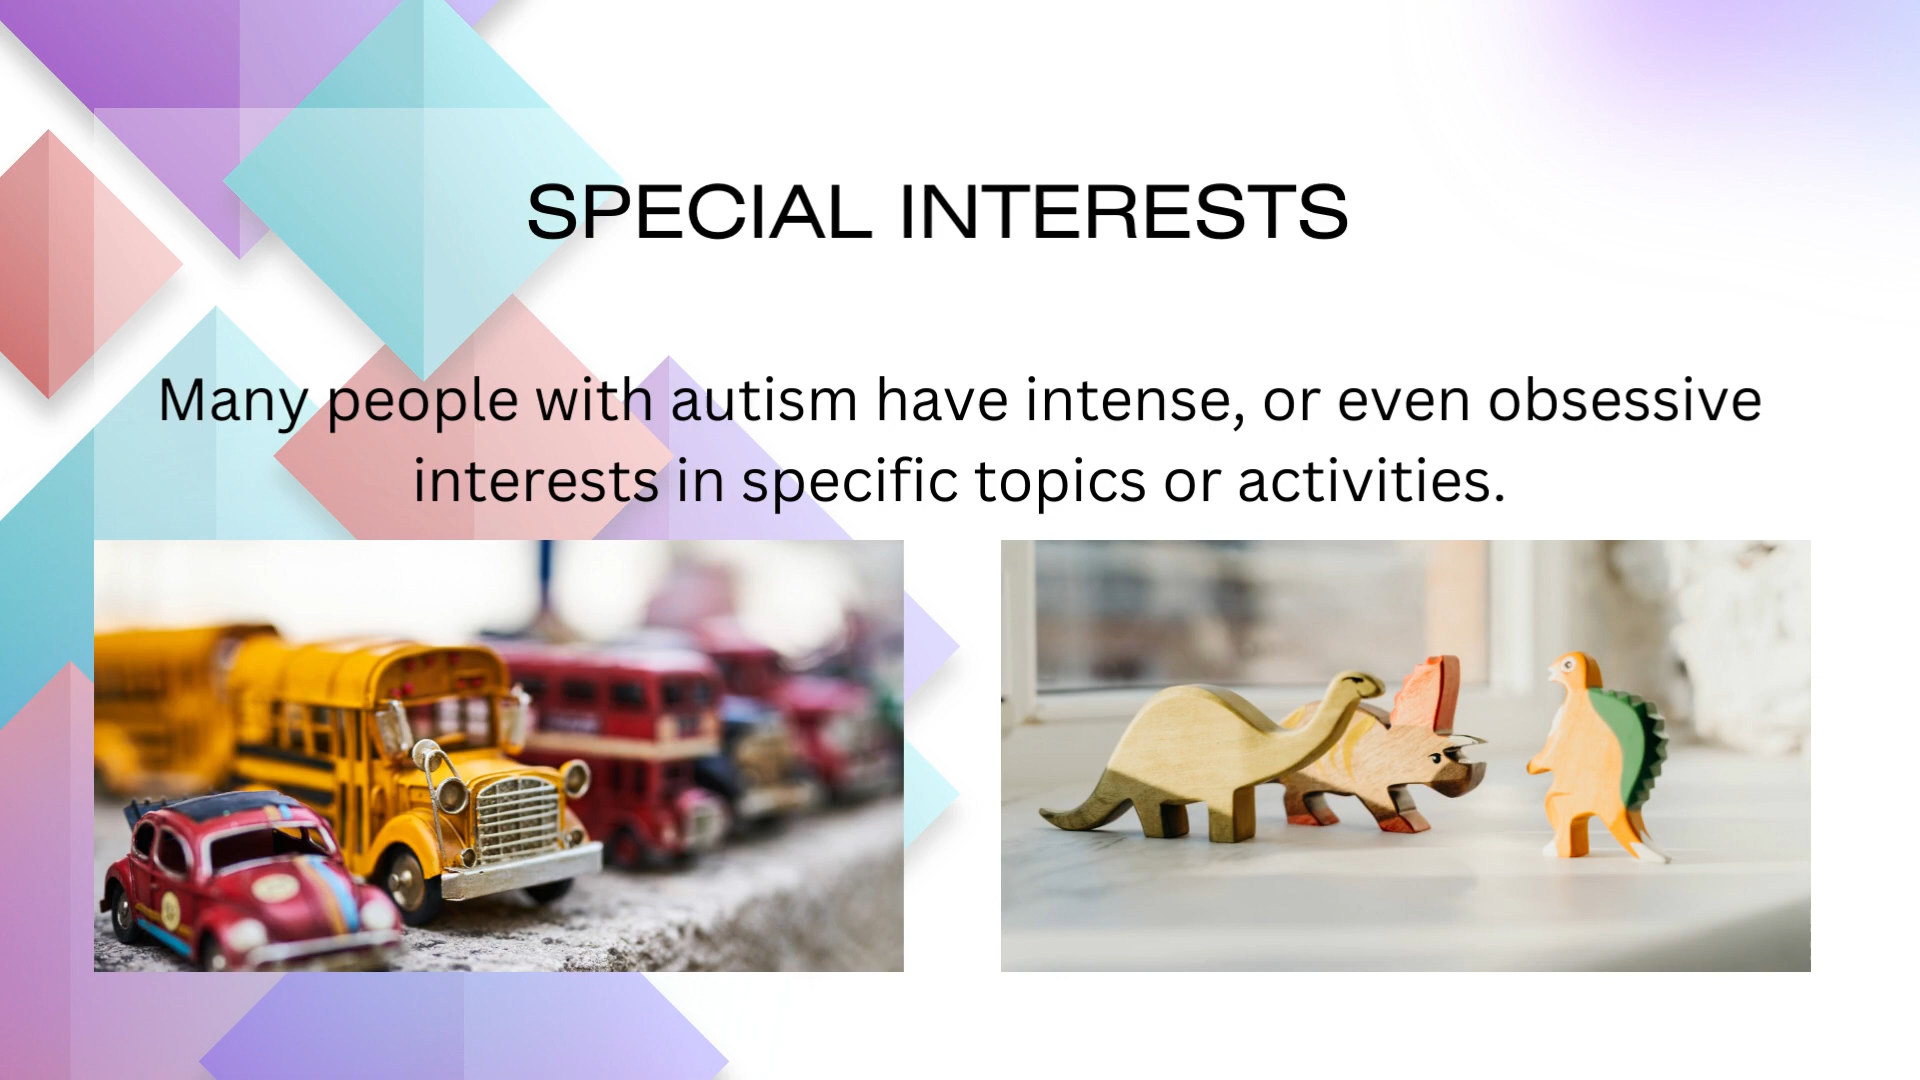 SPECIAL INTERESTS
Many people with autism have intense, or even obsessive
interests in specific topics or activities.